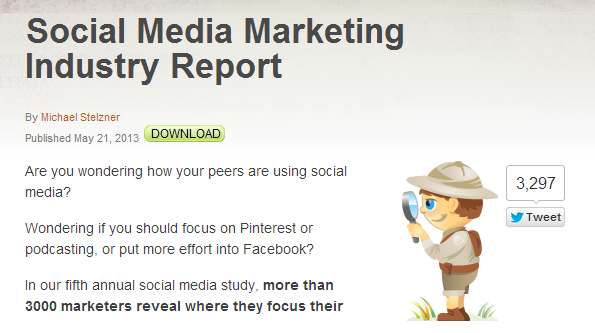 Social Media Marketing
Industry Report
By Michael Stelzner
Published May 21, 2013 DOWNLOAD
Are you wondering how your peers are using social
media?
3,297
Tweet
Wondering if you should focus on Pinterest or
podcasting, or put more effort into Facebook?
In our fifth annual social media study, more than
3000 marketers reveal where they focus their